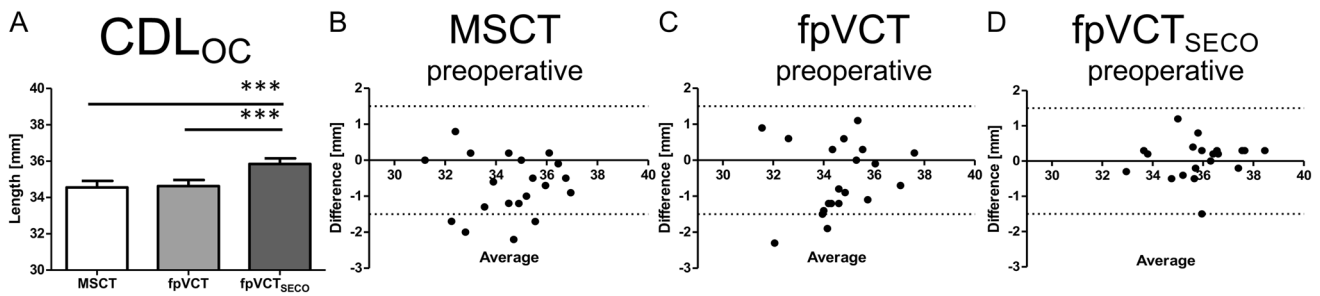 A
CDL_OC
***
***
Length [mm]
40
38
36
34
32
30
MSCT
fpVCT
fpVCT_SECO
B
MSCT
preoperative
Difference [mm]
2
1
0
-1
-2
-3
30 32 34 36 38 40
Average
C
fpVCT
preoperative
Difference [mm]
2
1
0
-1
-2
-3
30 32 34 36 38 40
Average
D
fpVCT_SECO
preoperative
Difference [mm]
2
1
0
-1
-2
-3
30 32 34 36 38 40
Average